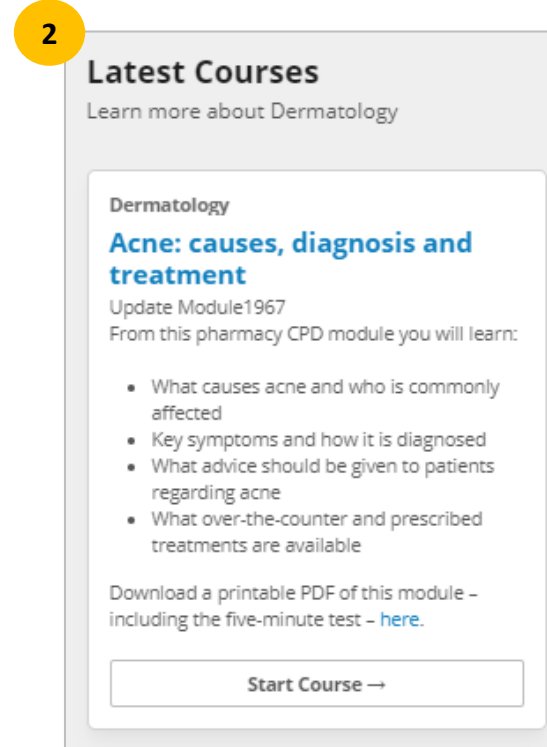 2
Latest Courses
Learn more about Dermatology
Dermatology
Acne: causes, diagnosis and
treatment
Update Module1967
From this pharmacy CPD module you will learn:
• What causes acne and who is commonly
affected
• Key symptoms and how it is diagnosed
• What advice should be given to patients
regarding acne
• What over-the-counter and prescribed
treatments are available
Download a printable PDF of this module –
including the five-minute test – here.
Start Course →